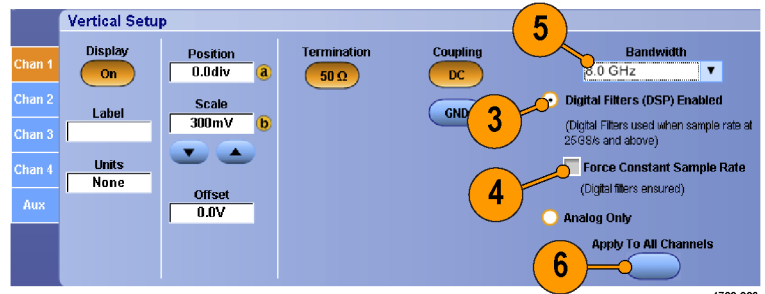 Vertical Setup
Chan 1
Chan 2
Chan 3
Chan 4
Aux
Display
On
Label
Units
None
Position
0.0div
a
Scale
300mV
b
Offset
0.0V
Termination
50 Ω
Coupling
DC
GND
Bandwidth
8.0 GHz
Digital Filters (DSP) Enabled
(Digital Filters used when sample rate at
25GS/s and above)
Force Constant Sample Rate
(Digital filters ensured)
Analog Only
Apply To All Channels
5
3
4
6